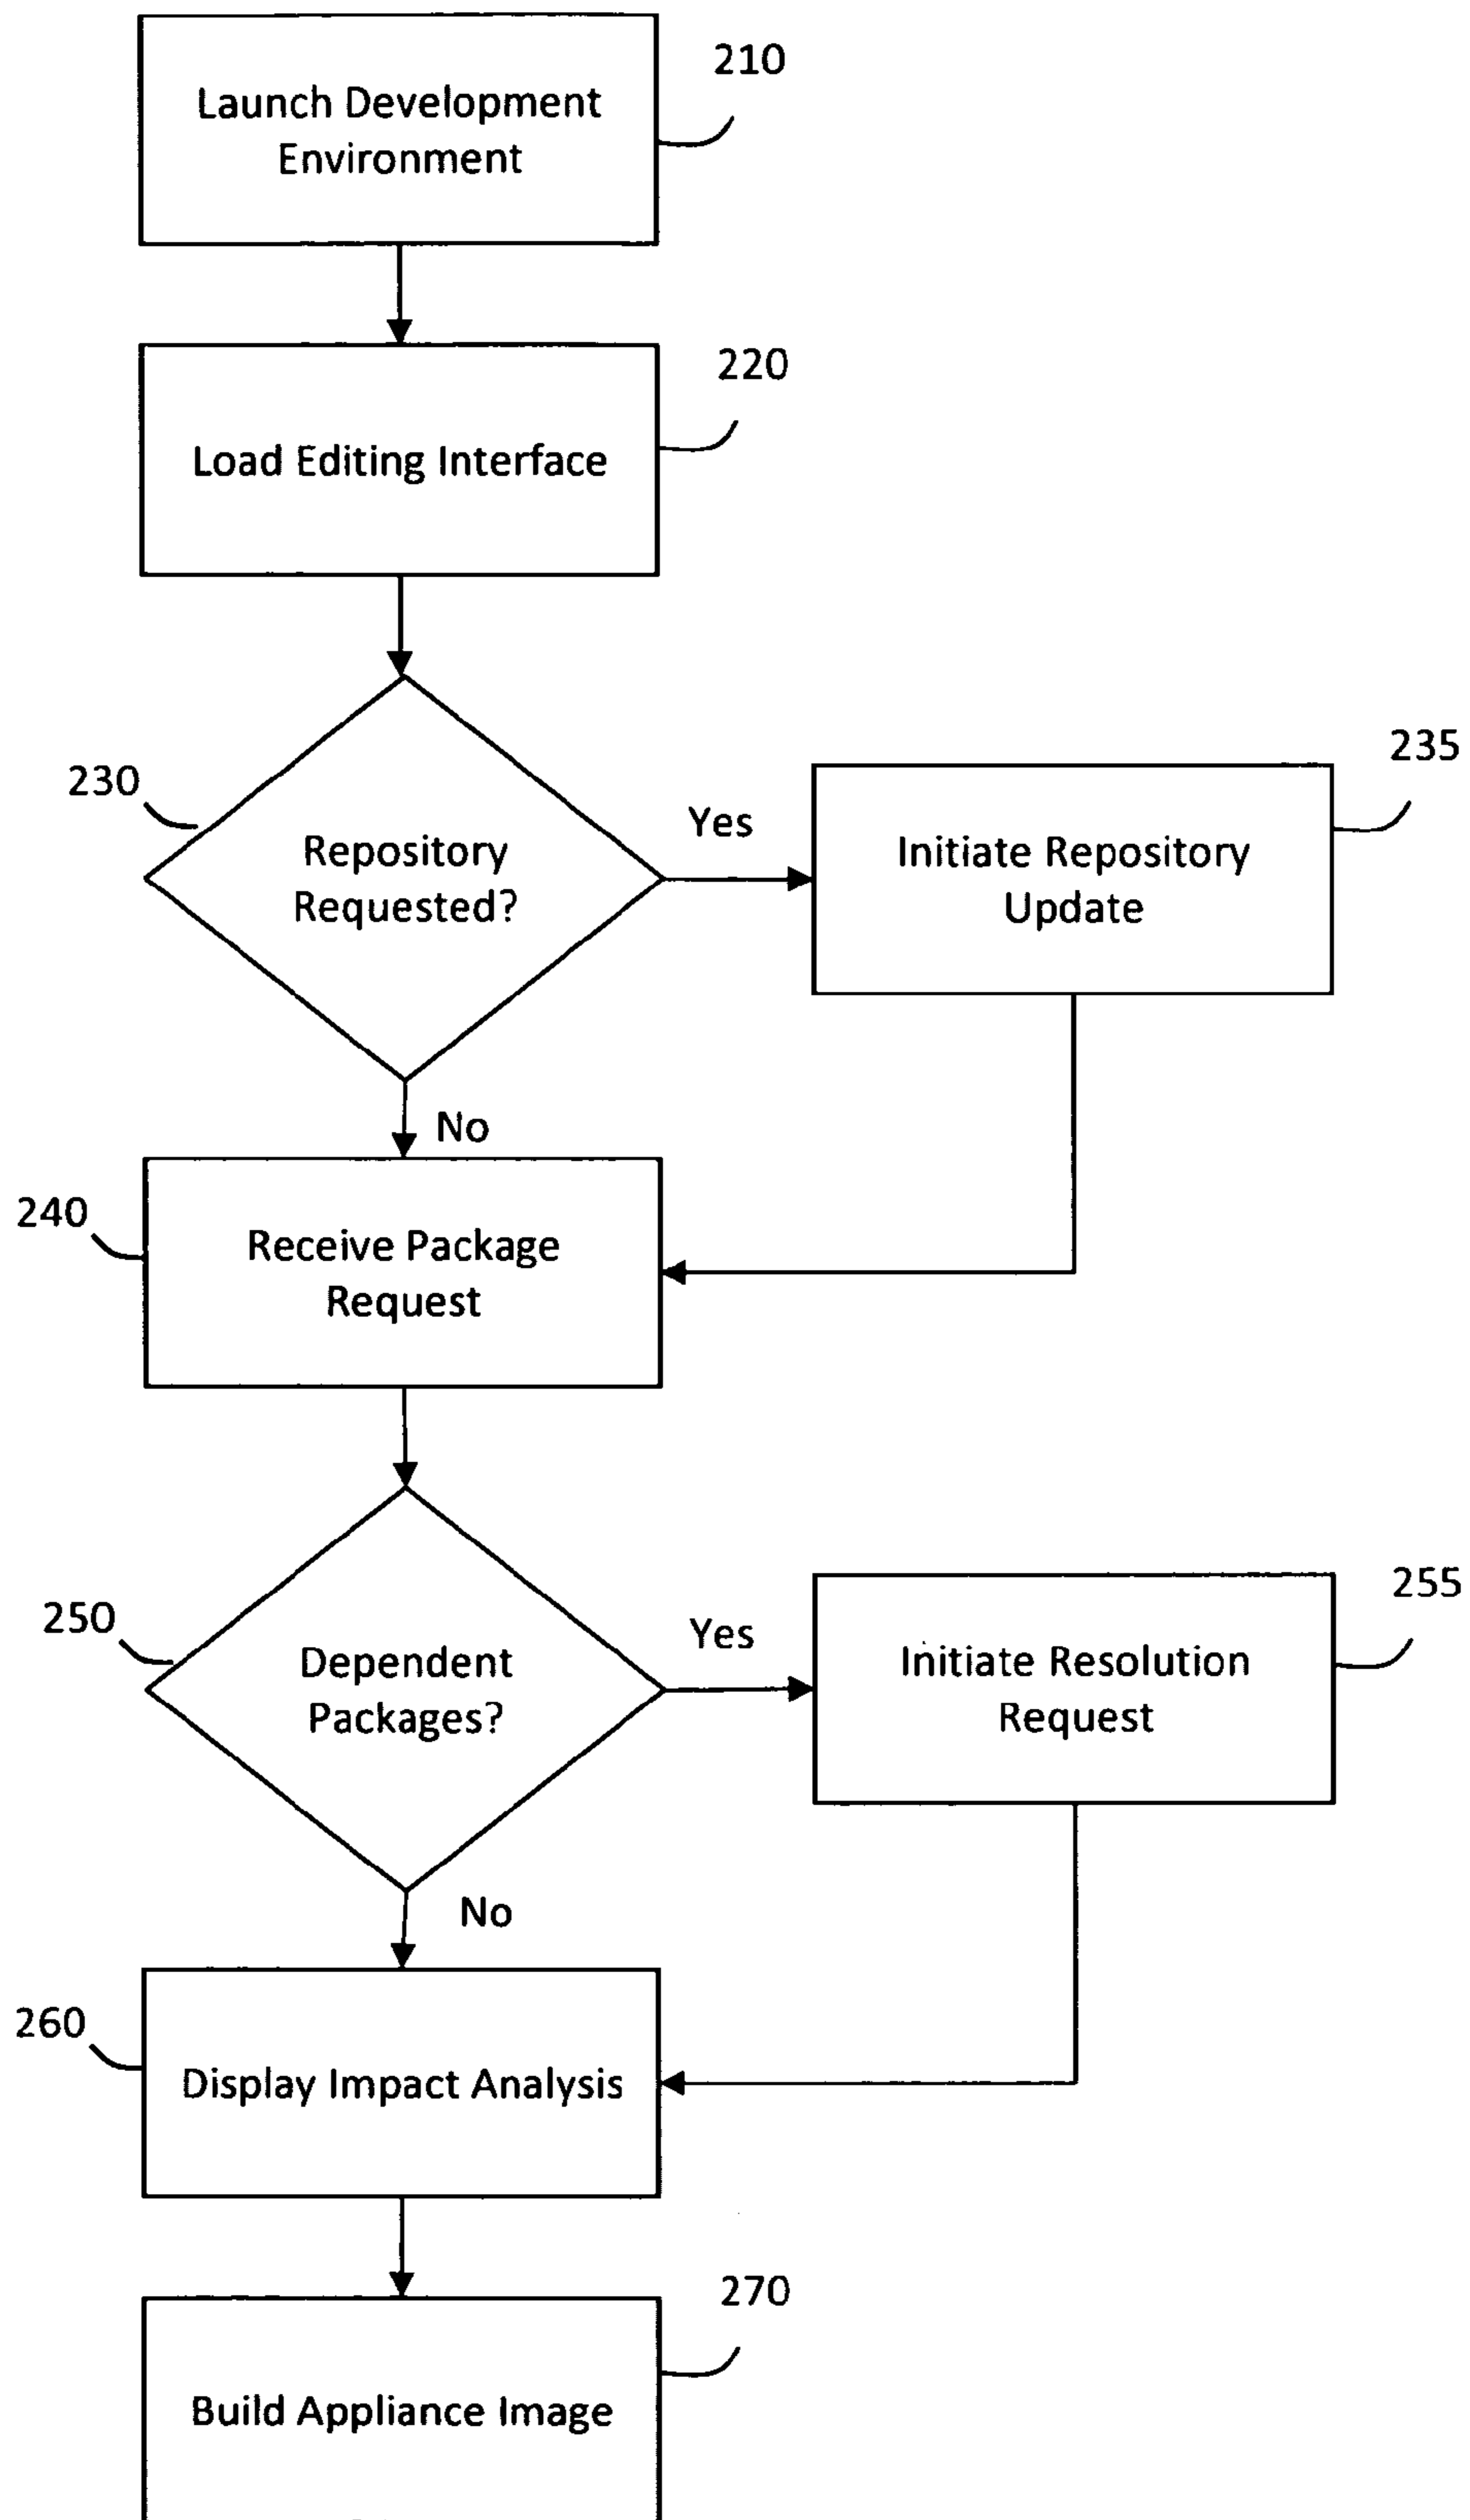 210
Launch Development
Environment
220
Load Editing Interface
230
Repository
Requested?
Yes
235
Initiate Repository
Update
No
240
Receive Package
Request
250
Dependent
Packages?
Yes
255
Initiate Resolution
Request
No
260
Display Impact Analysis
270
Build Appliance Image